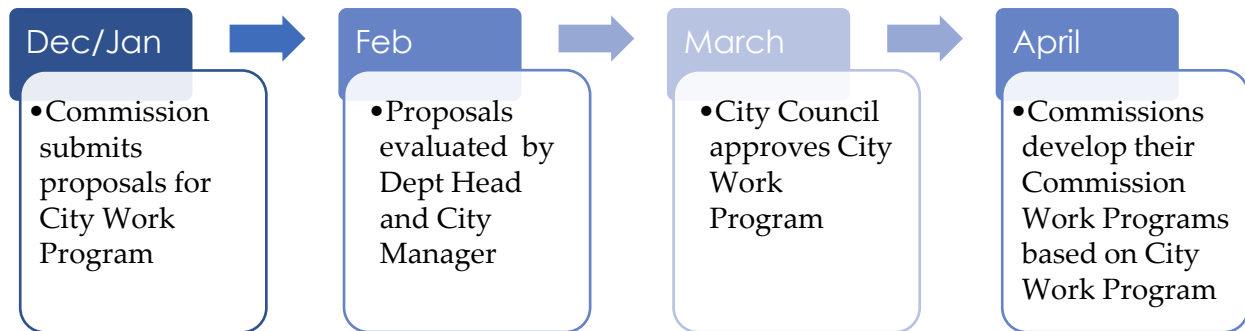 Dec/Jan
•Commission
submits
proposals for
City Work
Program
Feb
•Proposals
evaluated by
Dept Head
and City
Manager
March
•City Council
approves City
Work
Program
April
•Commissions
develop their
Commission
Work Programs
based on City
Work Program